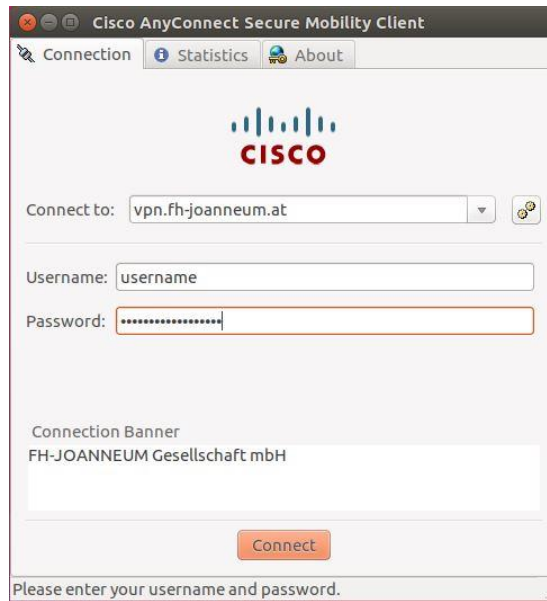 Cisco AnyConnect Secure Mobility Client
Connection
Statistics
About
CISCO
Connect to: vpn.fh-joanneum.at
Username: username
Password: ••••••••••••••••••
Connection Banner
FH-JOANNEUM Gesellschaft mbH
Connect
Please enter your username and password.